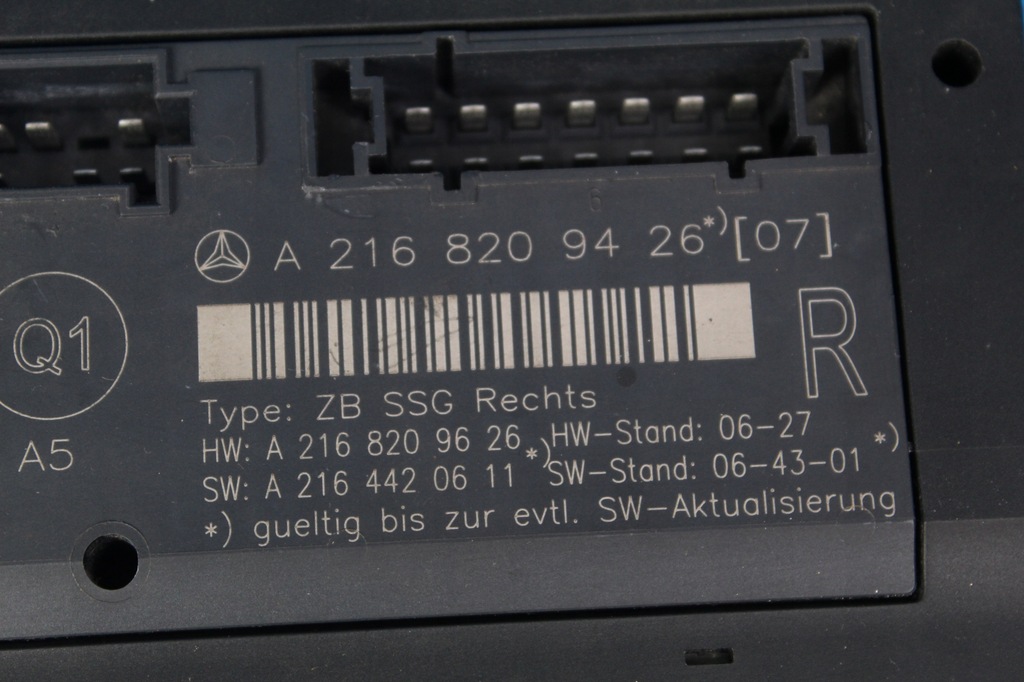 A 216 820 94 26*)[07]
Q1
R
A5
Type: ZB SSG Rechts
HW: A 216 820 96 26*) HW-Stand: 06-27
SW: A 216 442 06 11 SW-Stand: 06-43-01 *)
*) gueltig bis zur evtl. SW-Aktualisierung